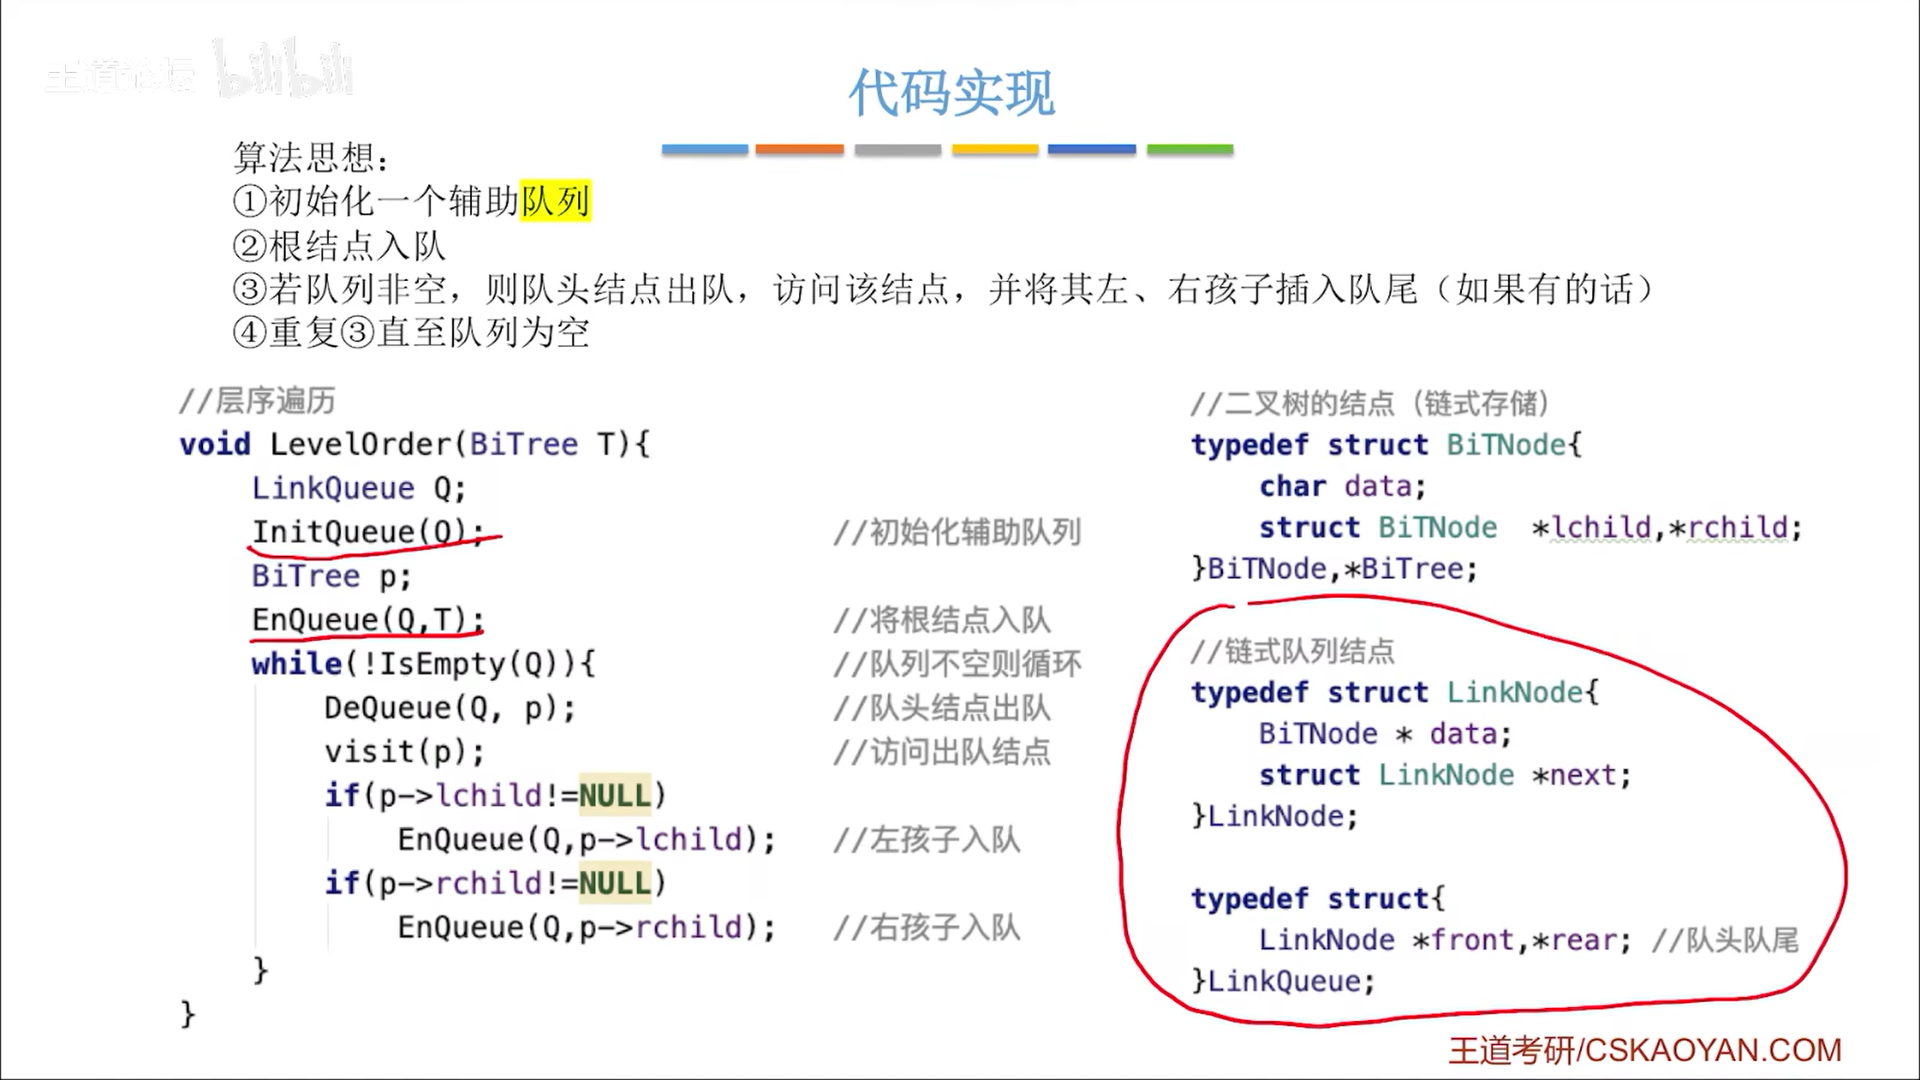 王道论坛 bilibili
代码实现
算法思想：
①初始化一个辅助队列
②根结点入队
③若队列非空，则队头结点出队，访问该结点，并将其左、右孩子插入队尾（如果有的话）
④重复③直至队列为空
//层序遍历
void LevelOrder(BiTree T){
LinkQueue Q;
InitQueue(Q); //初始化辅助队列
BiTree p;
EnQueue(Q,T); //将根结点入队
while(!IsEmpty(Q)){ //队列不空则循环
DeQueue(Q, p); //队头结点出队
visit(p); //访问出队结点
if(p->lchild!=NULL)
EnQueue(Q,p->lchild); //左孩子入队
if(p->rchild!=NULL)
EnQueue(Q,p->rchild); //右孩子入队
}
}
//二叉树的结点（链式存储）
typedef struct BiTNode{
char data;
struct BiTNode *lchild,*rchild;
}BiTNode,*BiTree;
//链式队列结点
typedef struct LinkNode{
BiTNode * data;
struct LinkNode *next;
}LinkNode;
typedef struct{
LinkNode *front,*rear; //队头队尾
}LinkQueue;
王道考研/CSKAOYAN.COM